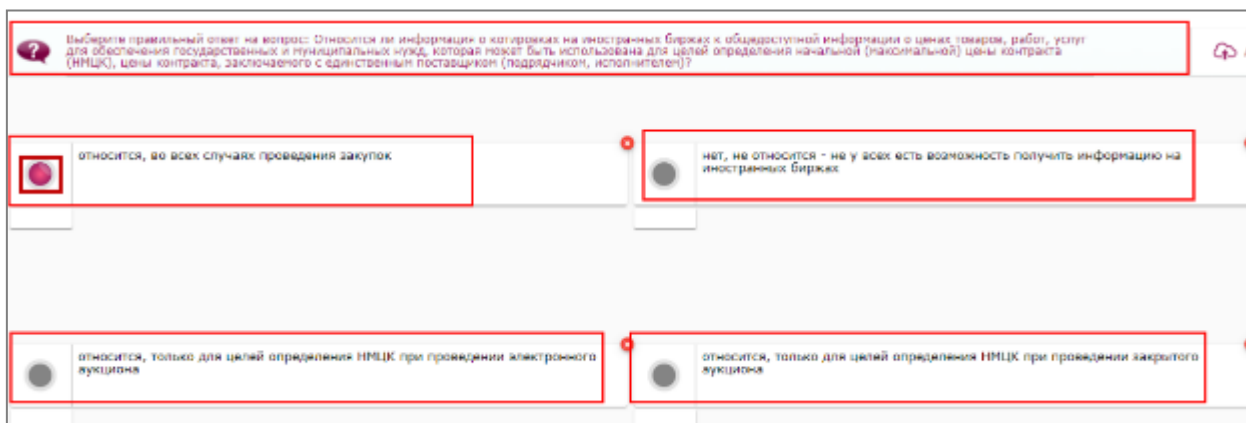 Выберите правильный ответ на вопрос: Относится ли информация о котировках на иностранных биржах к общедоступной информации о ценах товаров, работ, услуг
для обеспечения государственных и муниципальных нужд, которая может быть использована для целей определения начальной (максимальной) цены контракта
(НМЦК), цены контракта, заключаемого с единственным поставщиком (подрядчиком, исполнителем)?
относится, во всех случаях проведения закупок
нет, не относится - не у всех есть возможность получить информацию на
иностранных биржах
относится, только для целей определения НМЦК при проведении электронного
аукциона
относится, только для целей определения НМЦК при проведении закрытого
аукциона